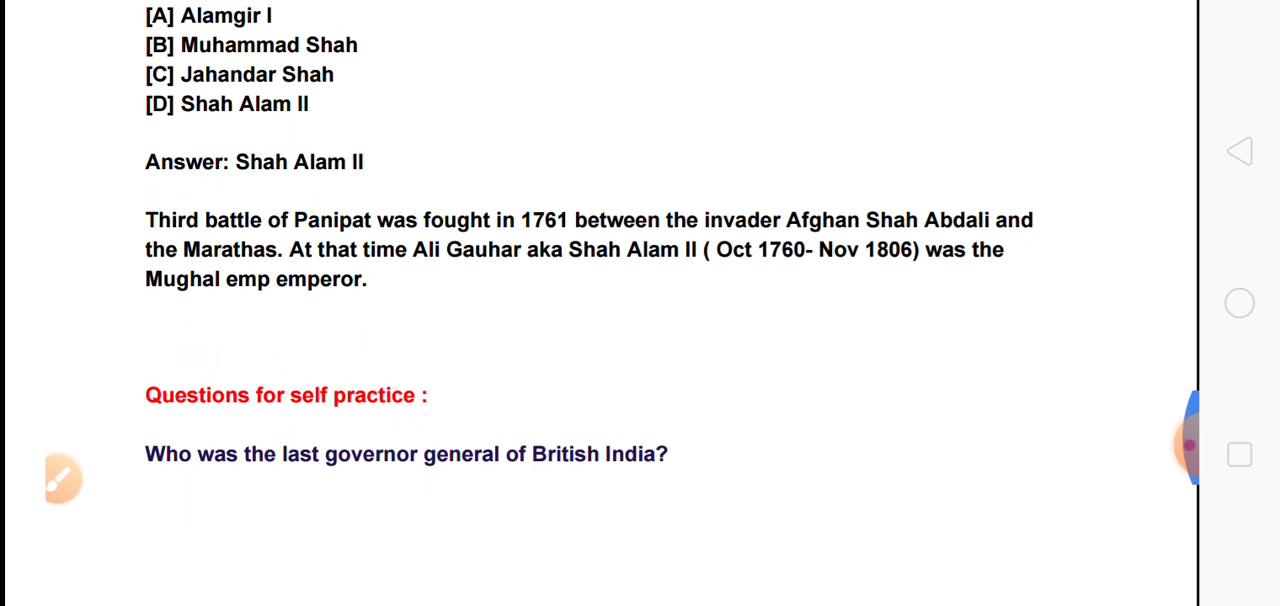 [A] Alamgir I
[B] Muhammad Shah
[C] Jahandar Shah
[D] Shah Alam II
Answer: Shah Alam II
Third battle of Panipat was fought in 1761 between the invader Afghan Shah Abdali and
the Marathas. At that time Ali Gauhar aka Shah Alam II ( Oct 1760- Nov 1806) was the
Mughal emp emperor.
Questions for self practice :
Who was the last governor general of British India?